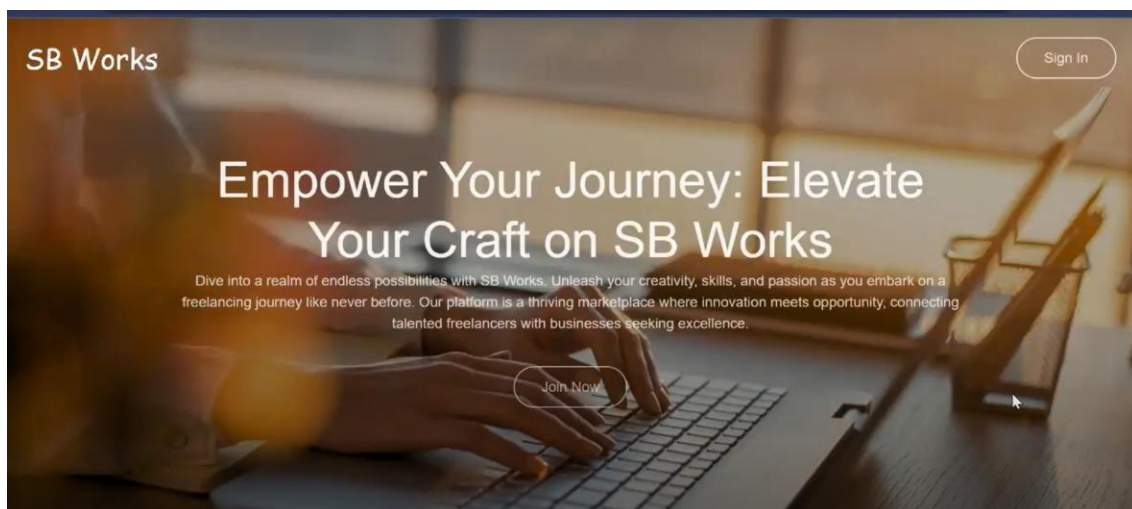 SB Works
Sign In
Empower Your Journey: Elevate
Your Craft on SB Works
Dive into a realm of endless possibilities with SB Works. Unleash your creativity, skills, and passion as you embark on a
freelancing journey like never before. Our platform is a thriving marketplace where innovation meets opportunity, connecting
talented freelancers with businesses seeking excellence.
Join Now